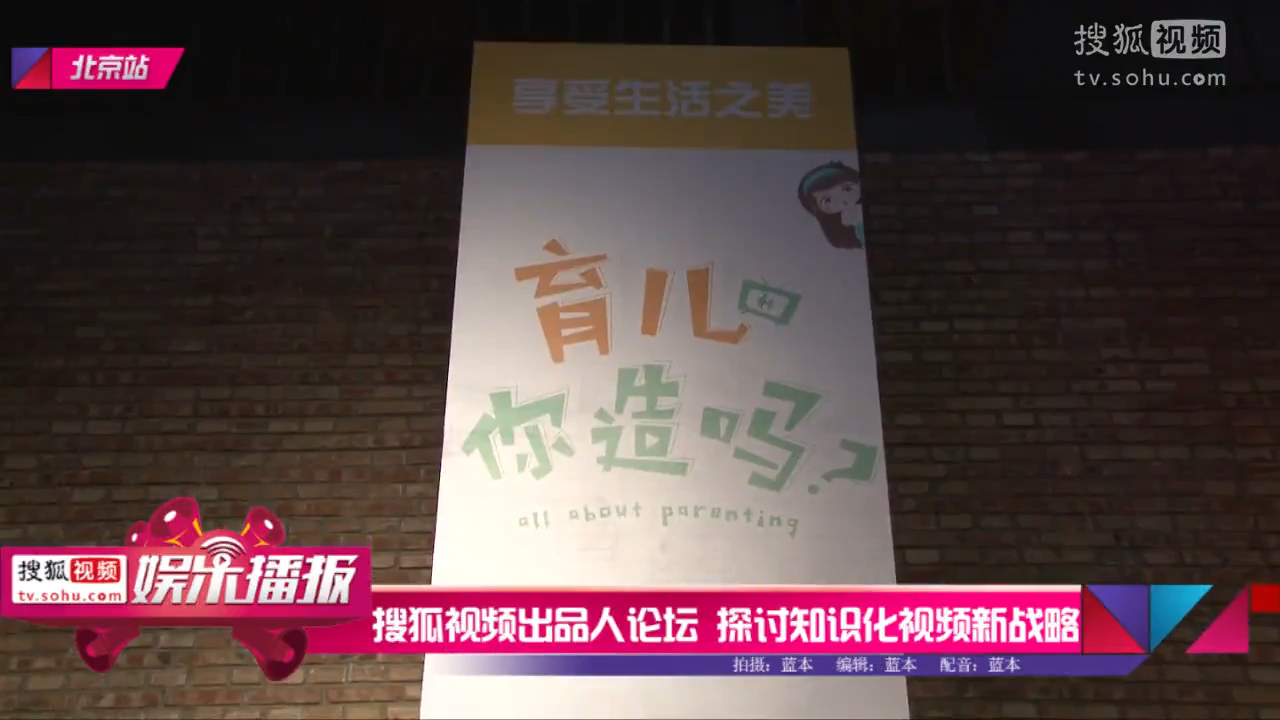 北京站
搜狐视频
tv.sohu.com
享受生活之美
育儿
你造吗?
all about parenting
搜狐视频
tv.sohu.com
娱乐播报
搜狐视频出品人论坛 探讨知识化视频新战略
拍摄：蓝本 编辑：蓝本 配音：蓝本